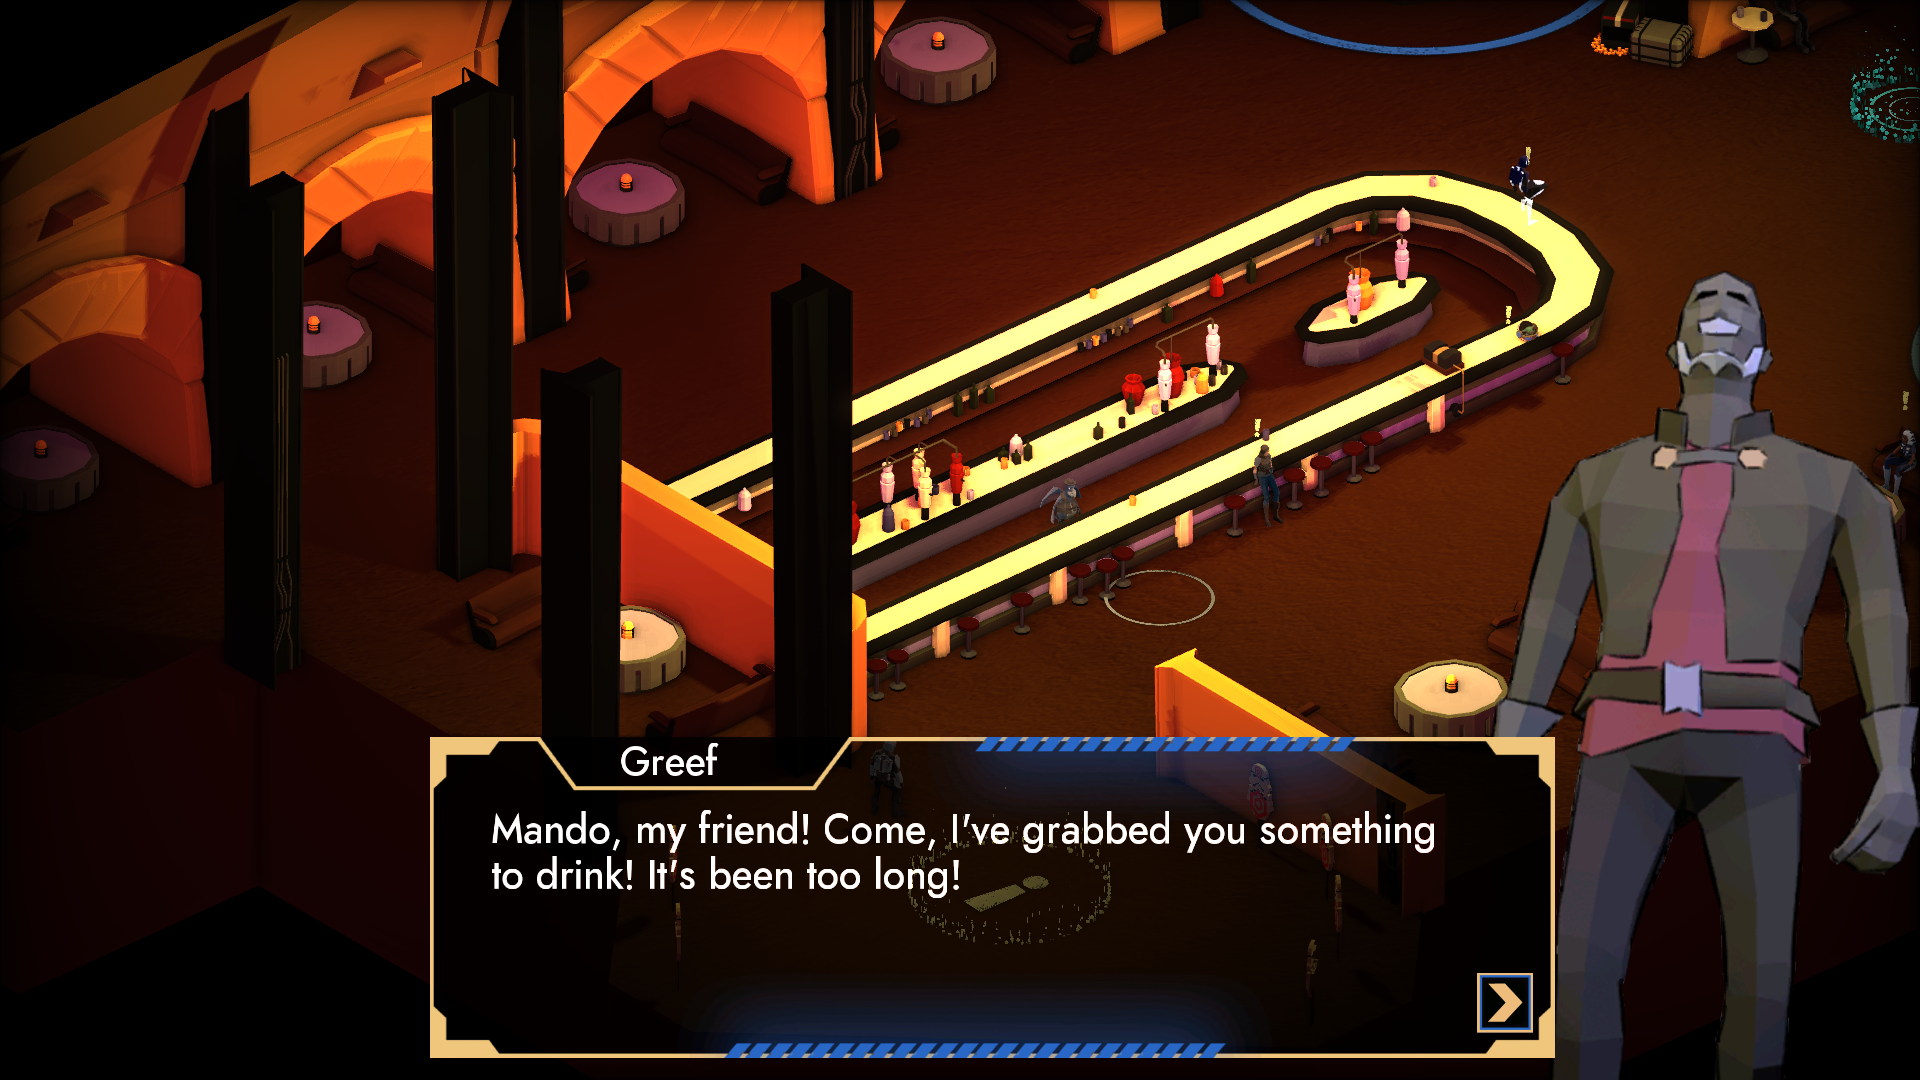 Greef
Mando, my friend! Come, I've grabbed you something
to drink! It's been too long!